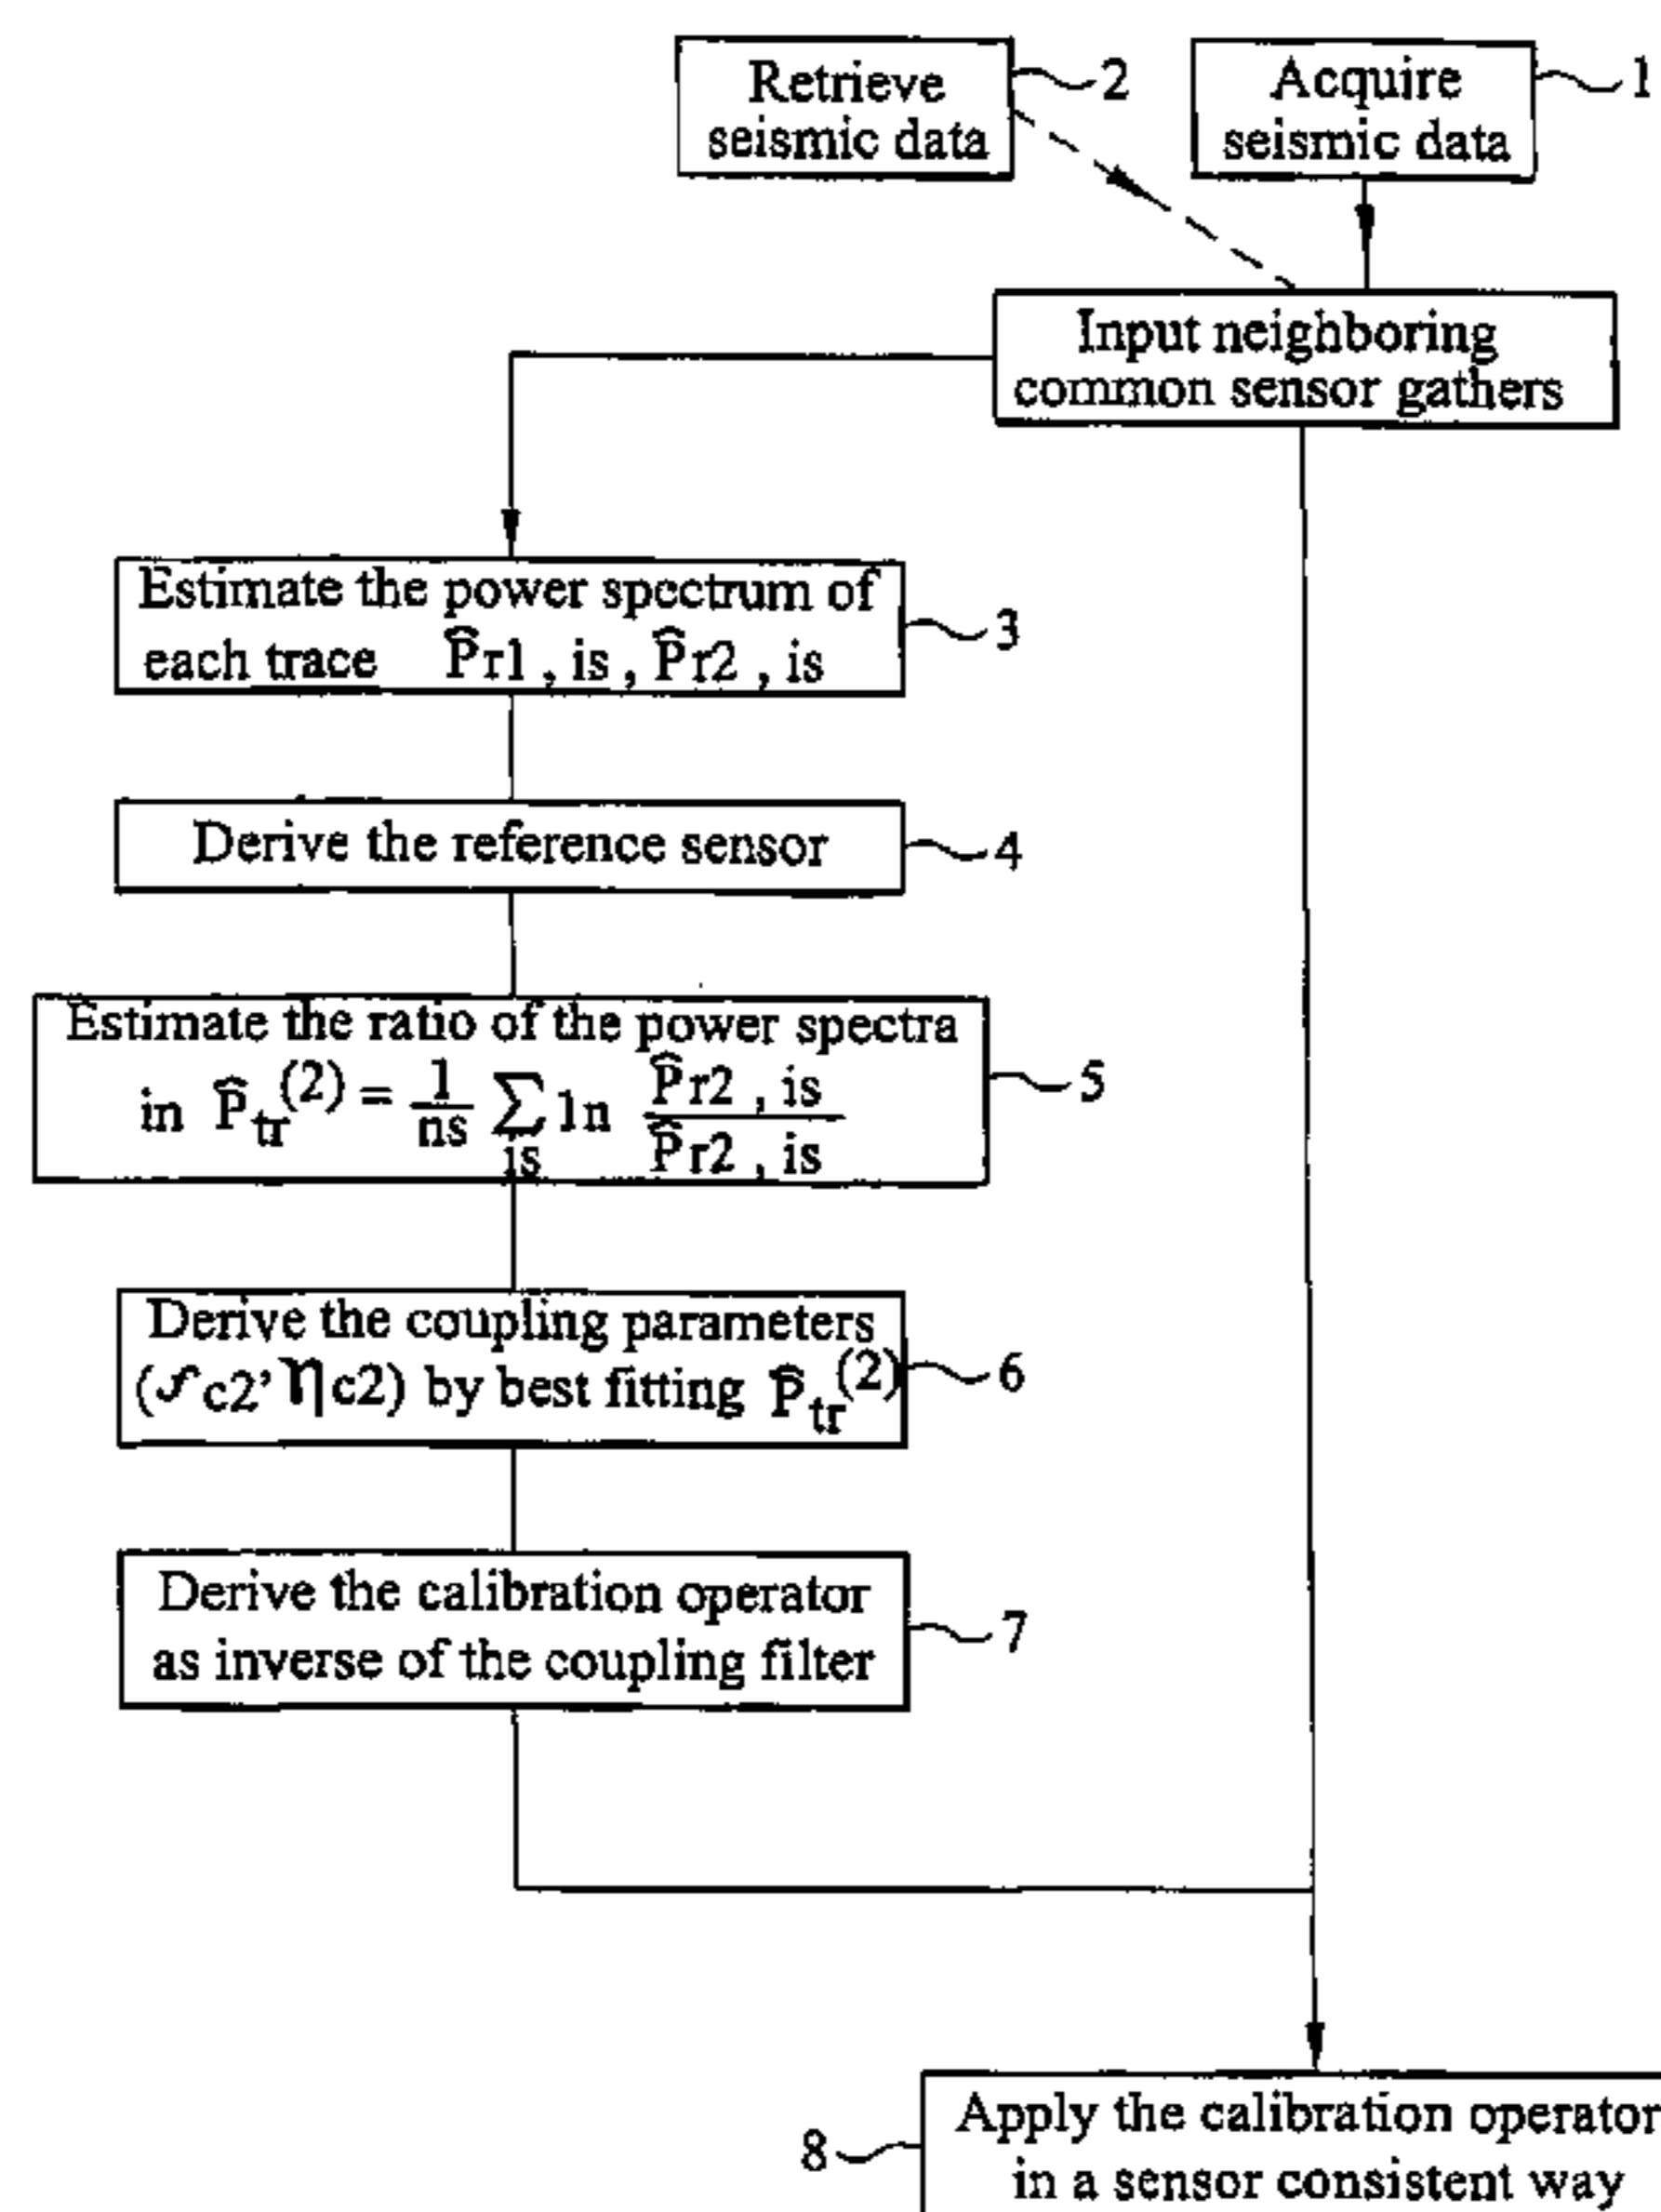 Retrieve
seismic data
2
Acquire
seismic data
1
Input neighboring
common sensor gathers
Estimate the power spectrum of
each trace P̂r1 , is , P̂r2 , is
3
Derive the reference sensor
4
Estimate the ratio of the power spectra
in P̂tr(2) = 1/ns ∑is ln P̂r2 , is / P̂r2 , is
5
Derive the coupling parameters
(fc2, ηc2) by best fitting P̂tr(2)
6
Derive the calibration operator
as inverse of the coupling filter
7
Apply the calibration operator
in a sensor consistent way
8